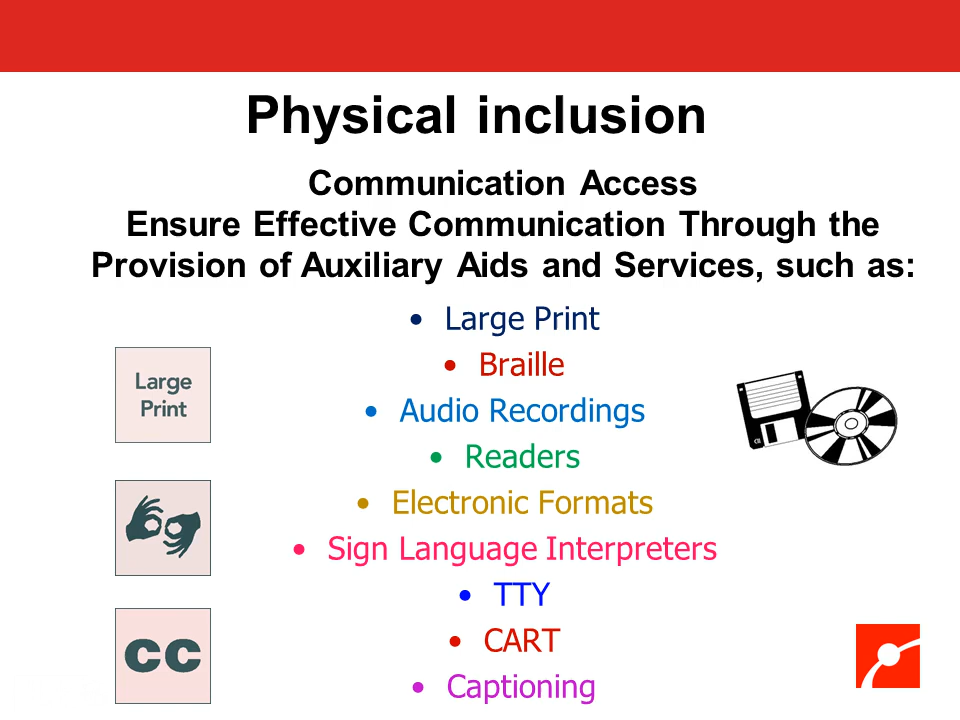 Physical inclusion
Communication Access
Ensure Effective Communication Through the
Provision of Auxiliary Aids and Services, such as:
• Large Print
• Braille
• Audio Recordings
• Readers
• Electronic Formats
• Sign Language Interpreters
• TTY
• CART
• Captioning
Large
Print
CC